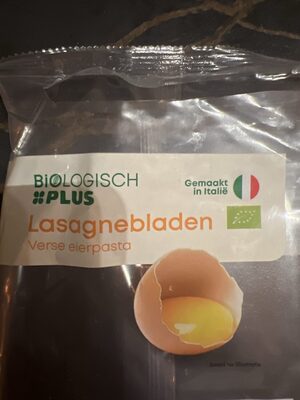 BiOLOGISCH
PLUS
Gemaakt
in Italië
Lasagnebladen
Verse eierpasta